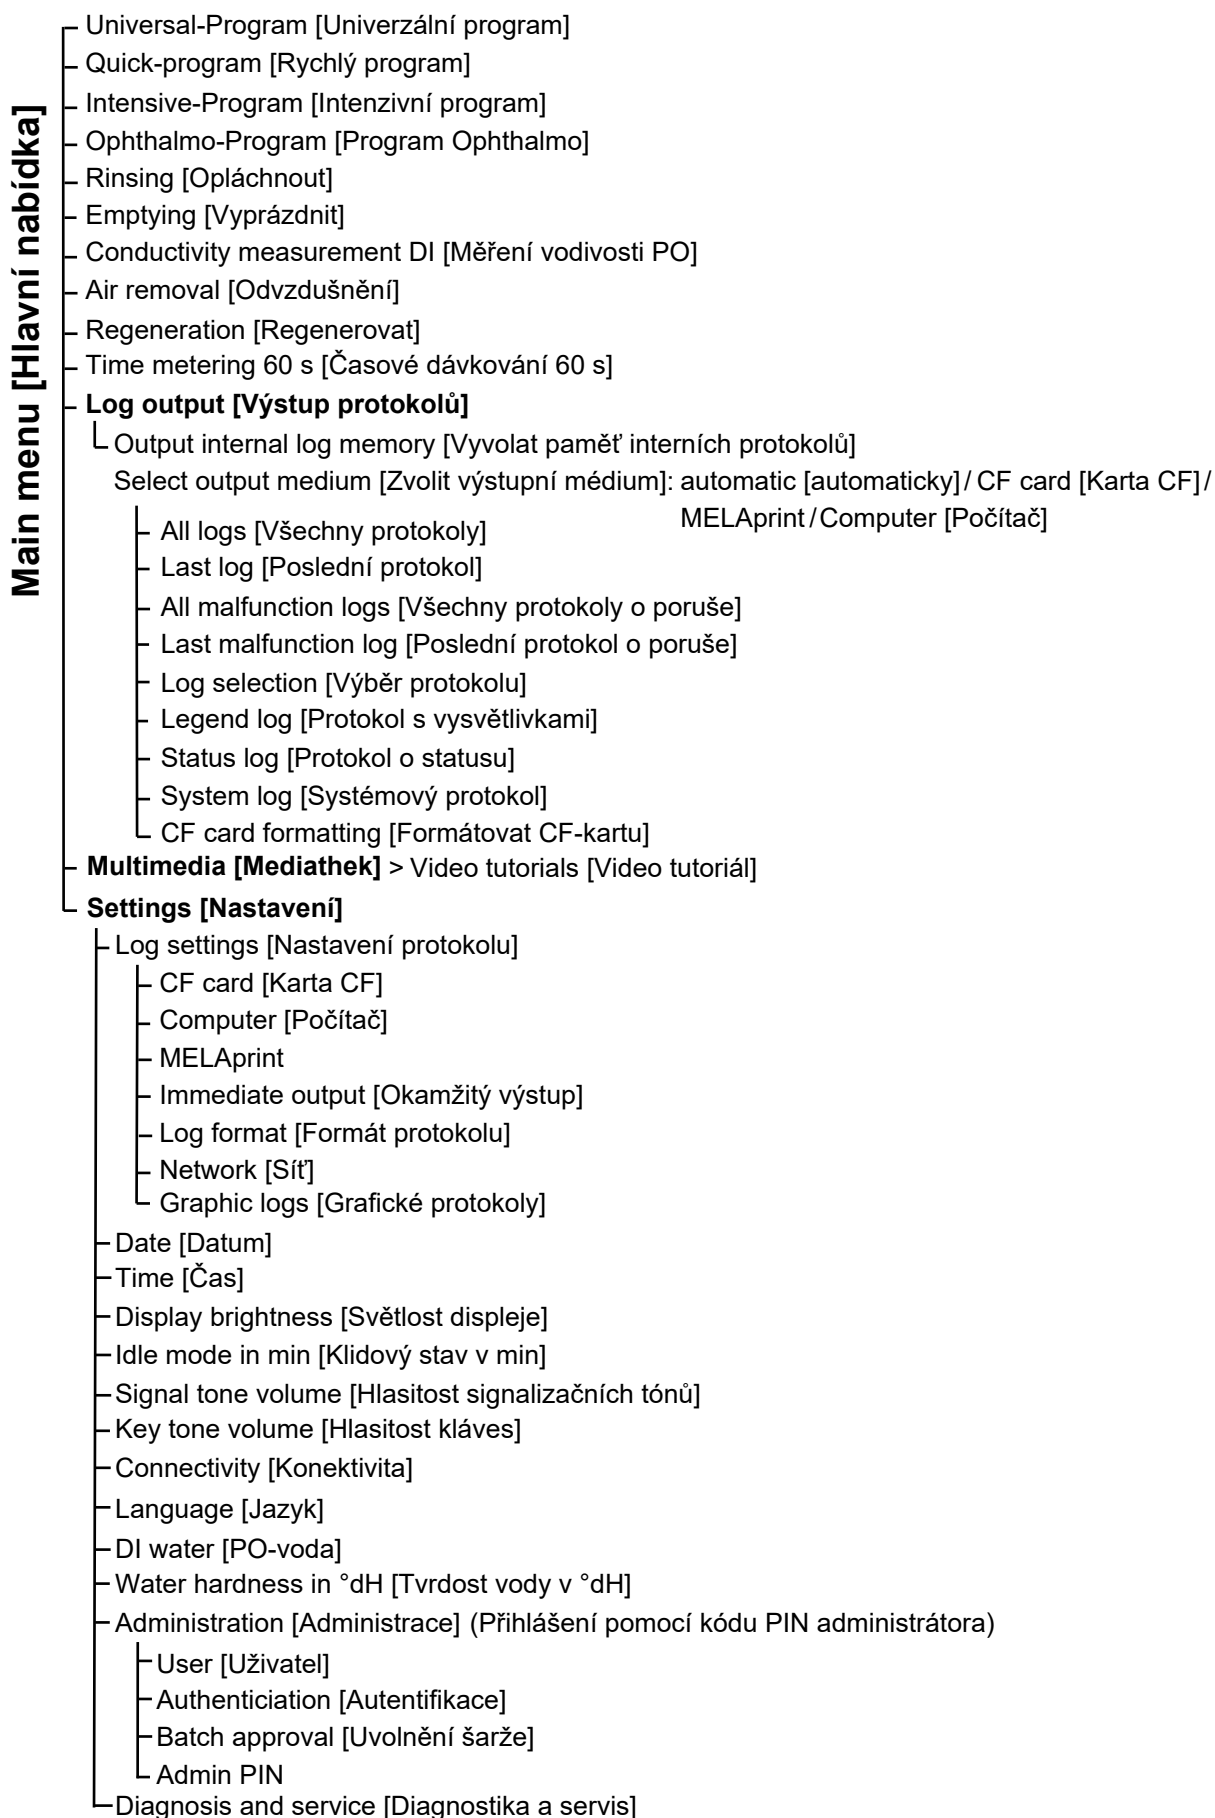 Main menu [Hlavní nabídka]
Universal-Program [Univerzální program]
Quick-program [Rychlý program]
Intensive-Program [Intenzivní program]
Ophthalmo-Program [Program Ophthalmo]
Rinsing [Opláchnout]
Emptying [Vyprázdnit]
Conductivity measurement DI [Měření vodivosti PO]
Air removal [Odvzdušnění]
Regeneration [Regenerovat]
Time metering 60 s [Časové dávkování 60 s]
Log output [Výstup protokolů]
Output internal log memory [Vyvolat paměť interních protokolů]
Select output medium [Zvolit výstupní médium]: automatic [automaticky] / CF card [Karta CF] /
MELAprint / Computer [Počítač]
All logs [Všechny protokoly]
Last log [Poslední protokol]
All malfunction logs [Všechny protokoly o poruše]
Last malfunction log [Poslední protokol o poruše]
Log selection [Výběr protokolu]
Legend log [Protokol s vysvětlivkami]
Status log [Protokol o statusu]
System log [Systémový protokol]
CF card formatting [Formátovat CF-kartu]
Multimedia [Mediathek] > Video tutorials [Video tutoriál]
Settings [Nastavení]
Log settings [Nastavení protokolu]
CF card [Karta CF]
Computer [Počítač]
MELAprint
Immediate output [Okamžitý výstup]
Log format [Formát protokolu]
Network [Síť]
Graphic logs [Grafické protokoly]
Date [Datum]
Time [Čas]
Display brightness [Světlost displeje]
Idle mode in min [Klidový stav v min]
Signal tone volume [Hlasitost signalizačních tónů]
Key tone volume [Hlasitost kláves]
Connectivity [Konektivita]
Language [Jazyk]
DI water [PO-voda]
Water hardness in °dH [Tvrdost vody v °dH]
Administration [Administrace] (Přihlášení pomocí kódu PIN administrátora)
User [Uživatel]
Authenticiation [Autentifikace]
Batch approval [Uvolnění šarže]
Admin PIN
Diagnosis and service [Diagnostika a servis]